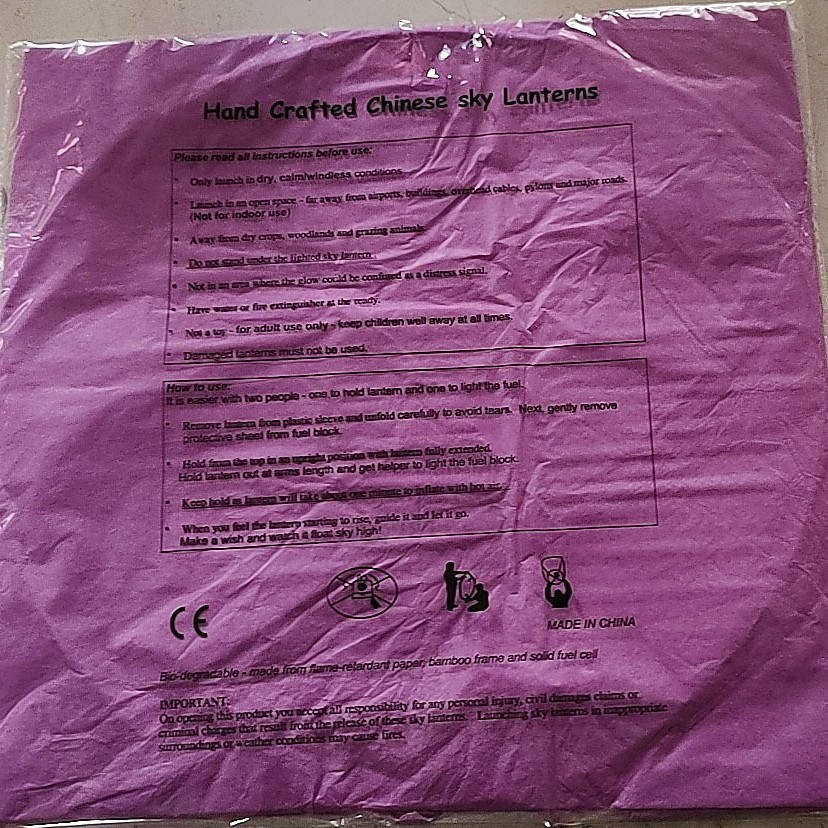 Hand Crafted Chinese sky Lanterns
Please read all instructions before use:
• Only launch in dry, calm/windless conditions
• Launch in an open space - far away from airports, buildings, overhead cables, pylons and major roads.
(Not for indoor use)
• Away from dry crops, woodlands and grazing animals.
• Do not stand under the lighted sky lantern.
• Not in an area where the glow could be confused as a distress signal.
• Have water or fire extinguisher at the ready.
• Not a toy - for adult use only - keep children well away at all times.
• Damaged lanterns must not be used.
How to use:
It is easier with two people - one to hold lantern and one to light the fuel.
• Remove lantern from plastic sleeve and unfold carefully to avoid tears. Next, gently remove
protective sheet from fuel block.
• Hold from the top in an upright position with lantern fully extended.
Hold lantern out at arms length and get helper to light the fuel block.
• Keep hold as lantern will take about one minute to inflate with hot air.
• When you feel the lantern starting to rise, guide it and let it go.
Make a wish and watch it float sky high!
CE
MADE IN CHINA
Bio-degradable - made from flame-retardant paper, bamboo frame and solid fuel cell
IMPORTANT:
On opening this product you accept all responsibility for any personal injury, civil damages claims or
criminal charges that result from the release of these sky lanterns. Launching sky lanterns in inappropriate
surroundings or weather conditions may cause fires.